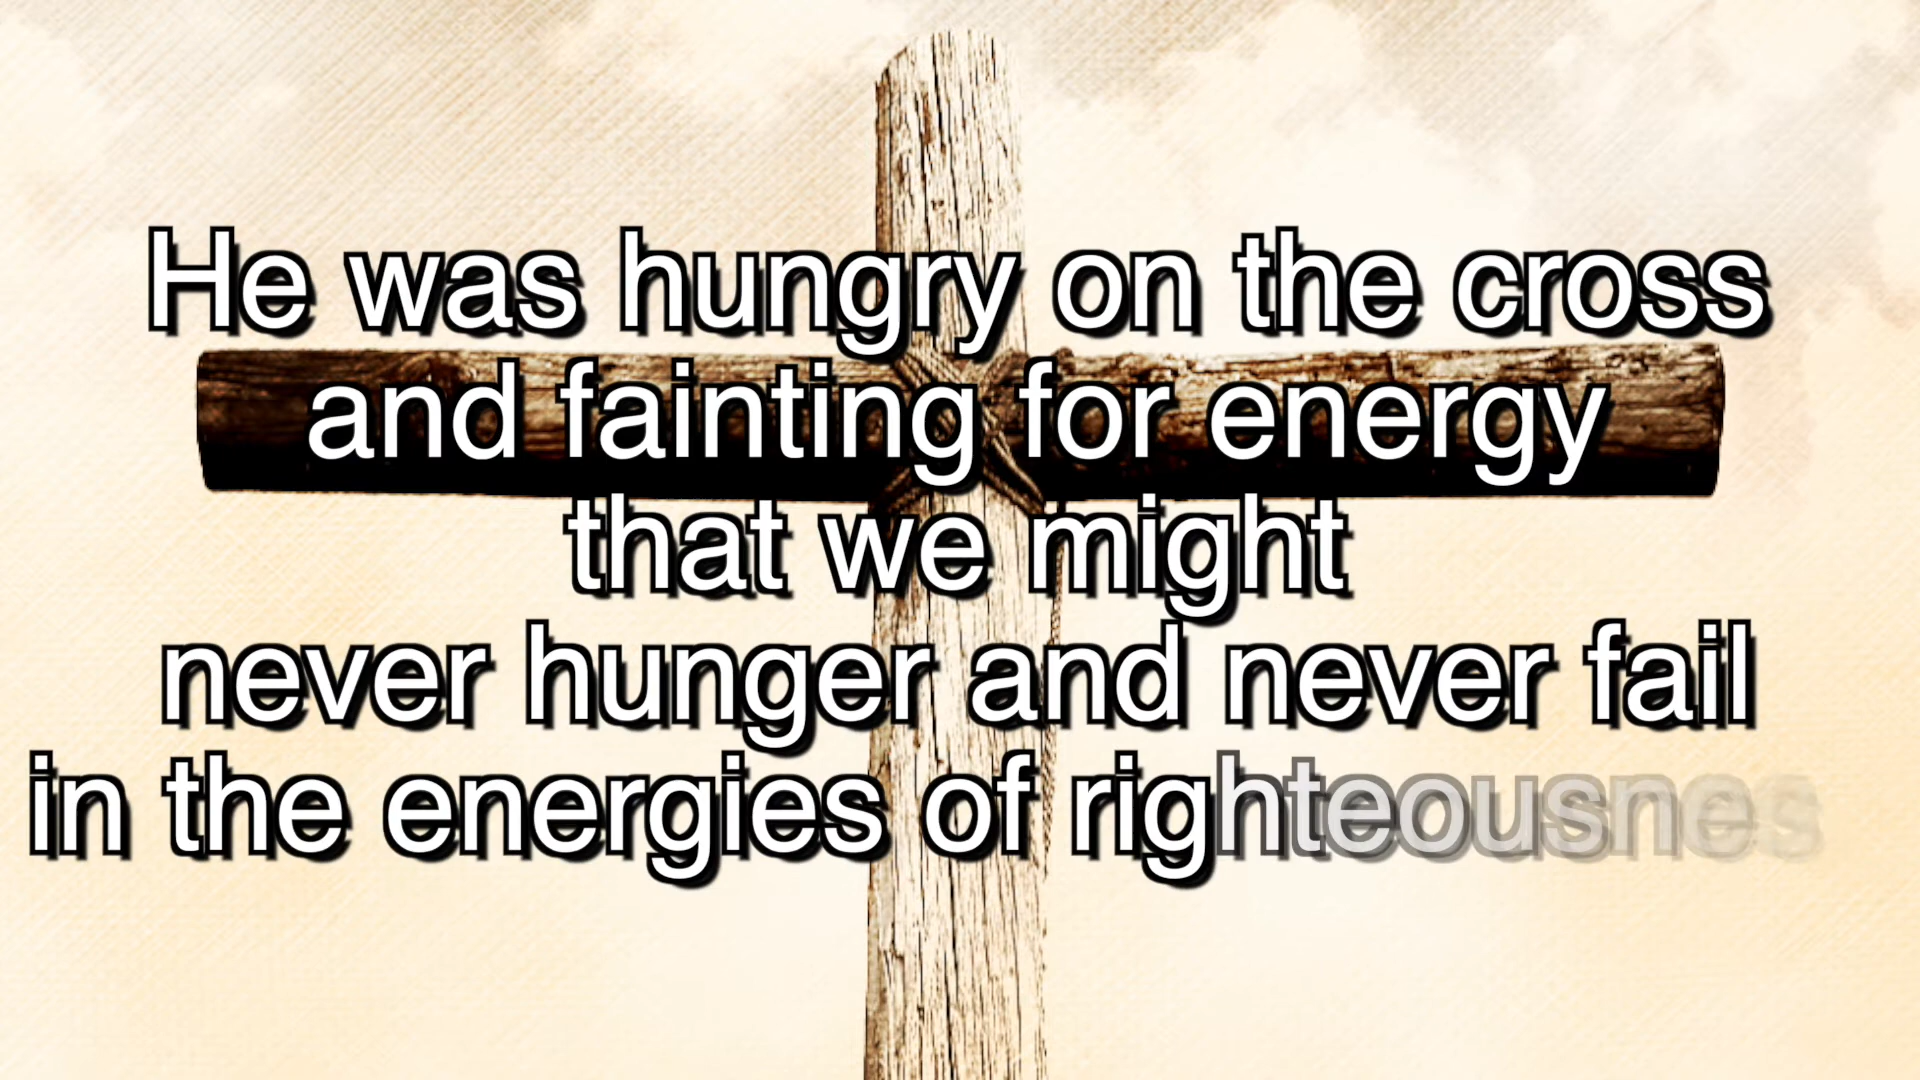 He was hungry on the cross
and fainting for energy
that we might
never hunger and never fail
in the energies of righteousnes